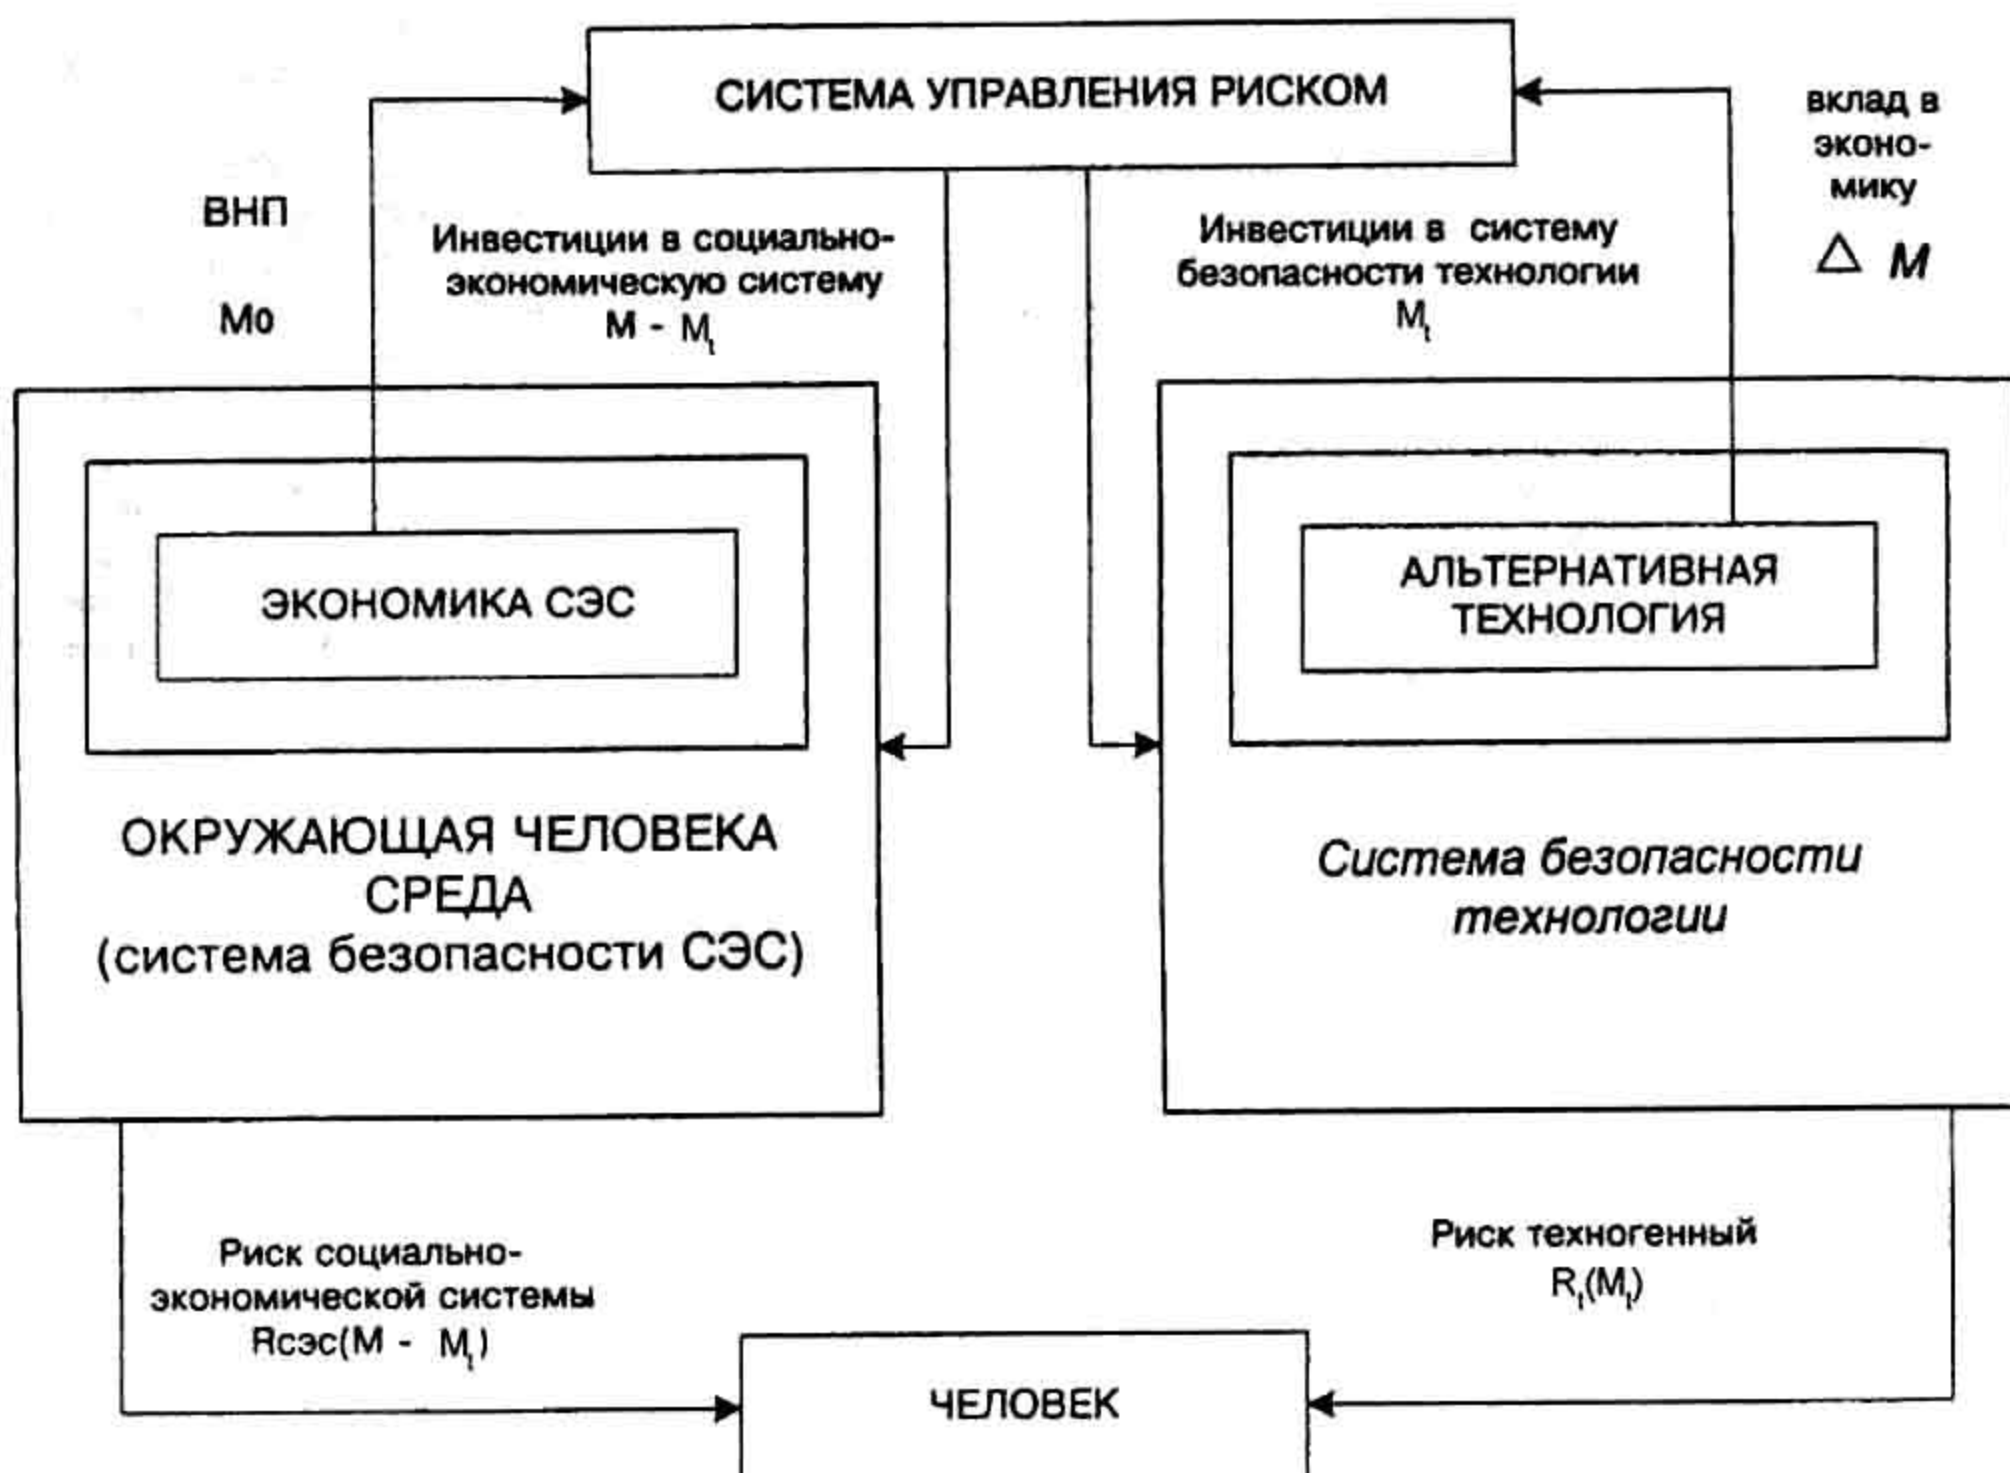 СИСТЕМА УПРАВЛЕНИЯ РИСКОМ
вклад в
эконо-
мику
△ М
ВНП
Мо
Инвестиции в социально-
экономическую систему
М - Mₜ
Инвестиции в систему
безопасности технологии
Mₜ
ЭКОНОМИКА СЭС
АЛЬТЕРНАТИВНАЯ
ТЕХНОЛОГИЯ
ОКРУЖАЮЩАЯ ЧЕЛОВЕКА
СРЕДА
(система безопасности СЭС)
Система безопасности
технологии
Риск социально-
экономической системы
Rсэс(М - Mₜ)
Риск техногенный
Rₜ(Mₜ)
ЧЕЛОВЕК